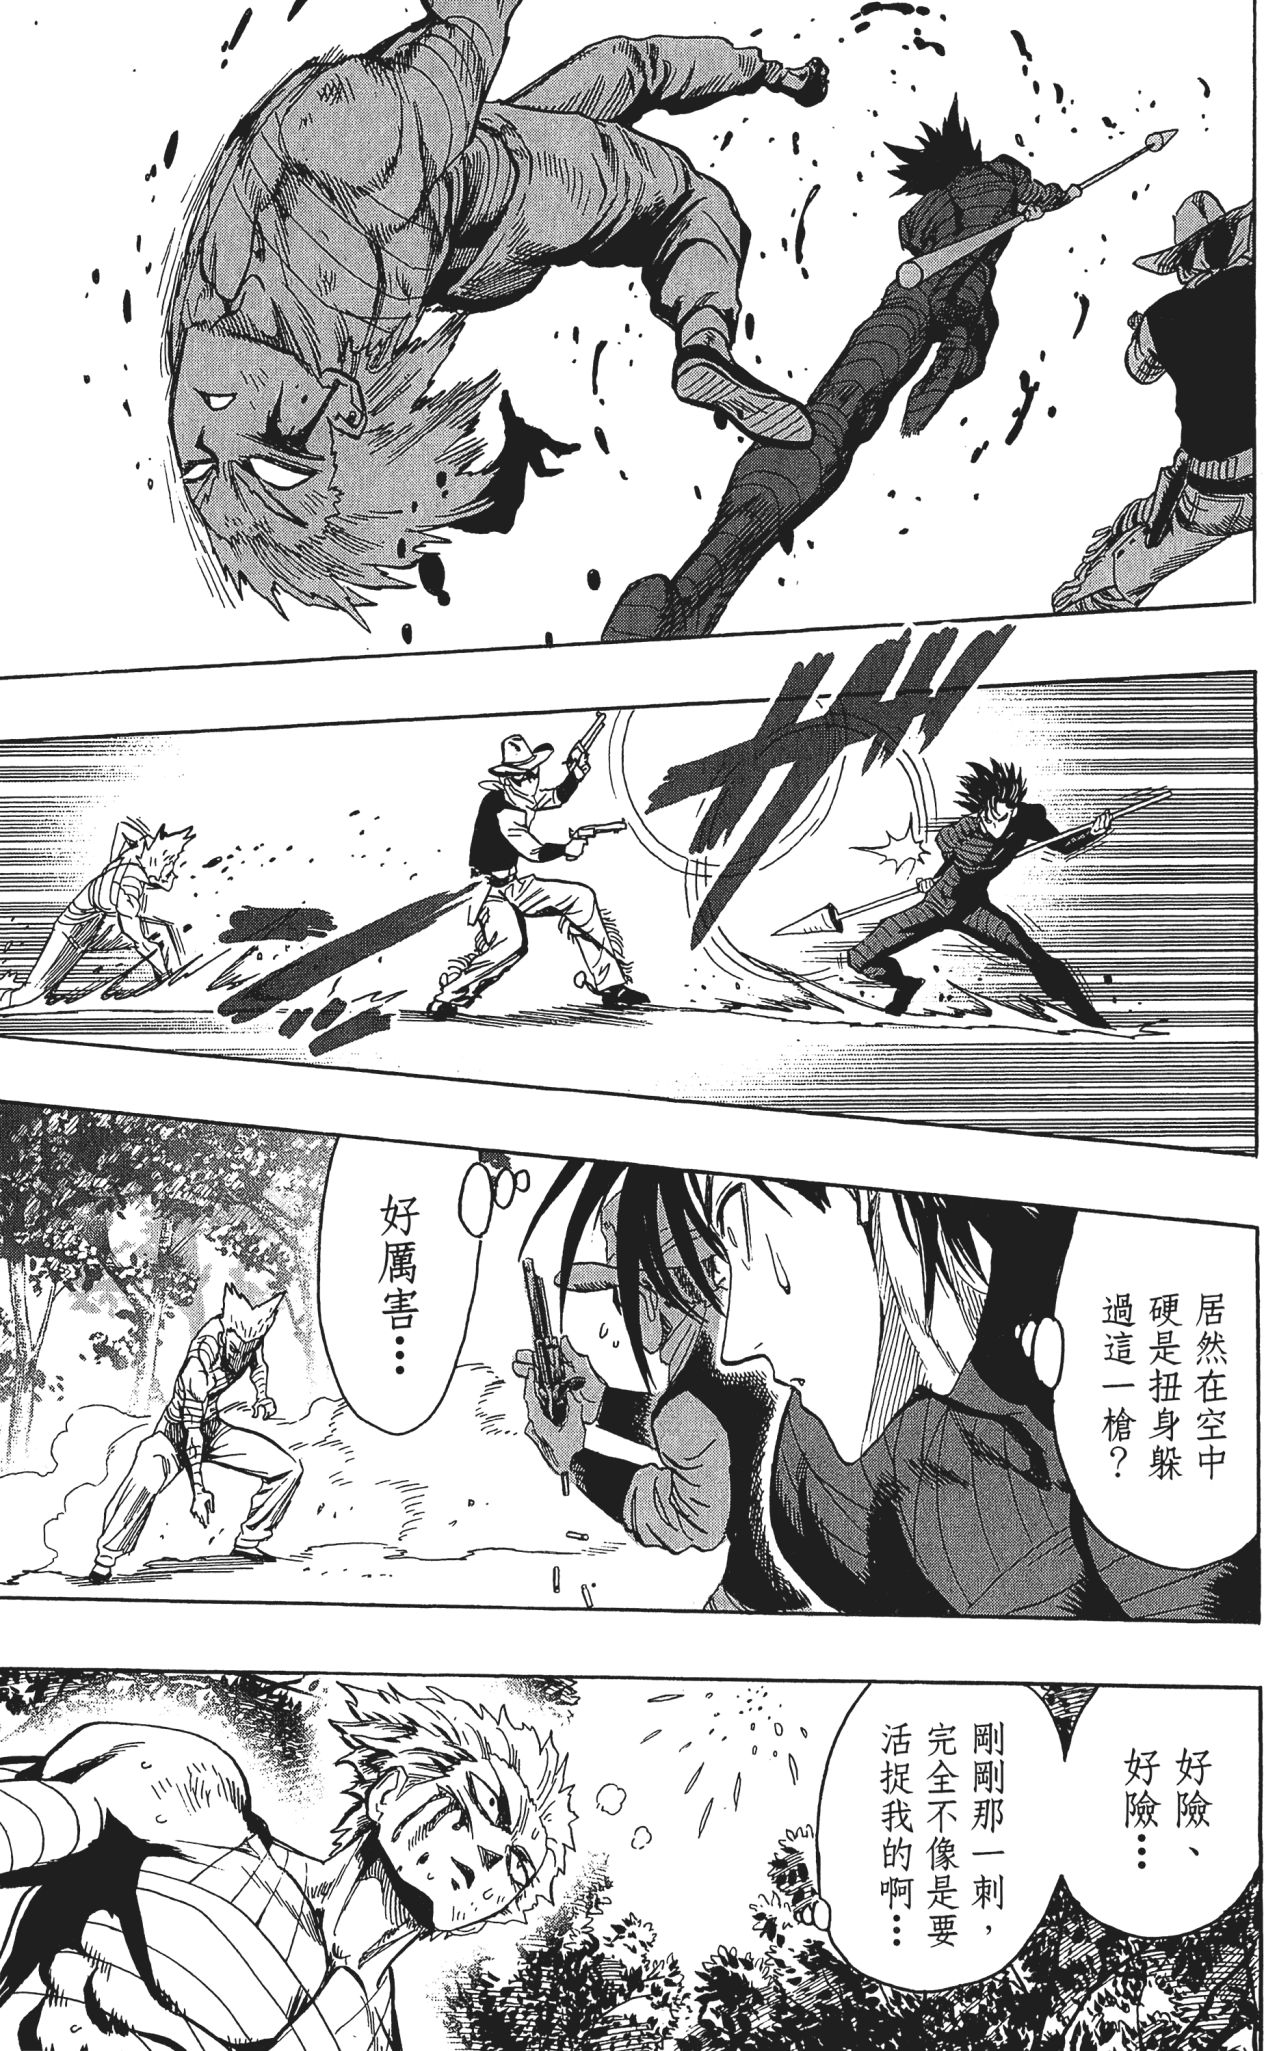 居然在空中
硬是扭身躲
過這一槍？
好厲害…
好險、
好險…
剛剛那一刺，
完全不像是要
活捉我的啊…